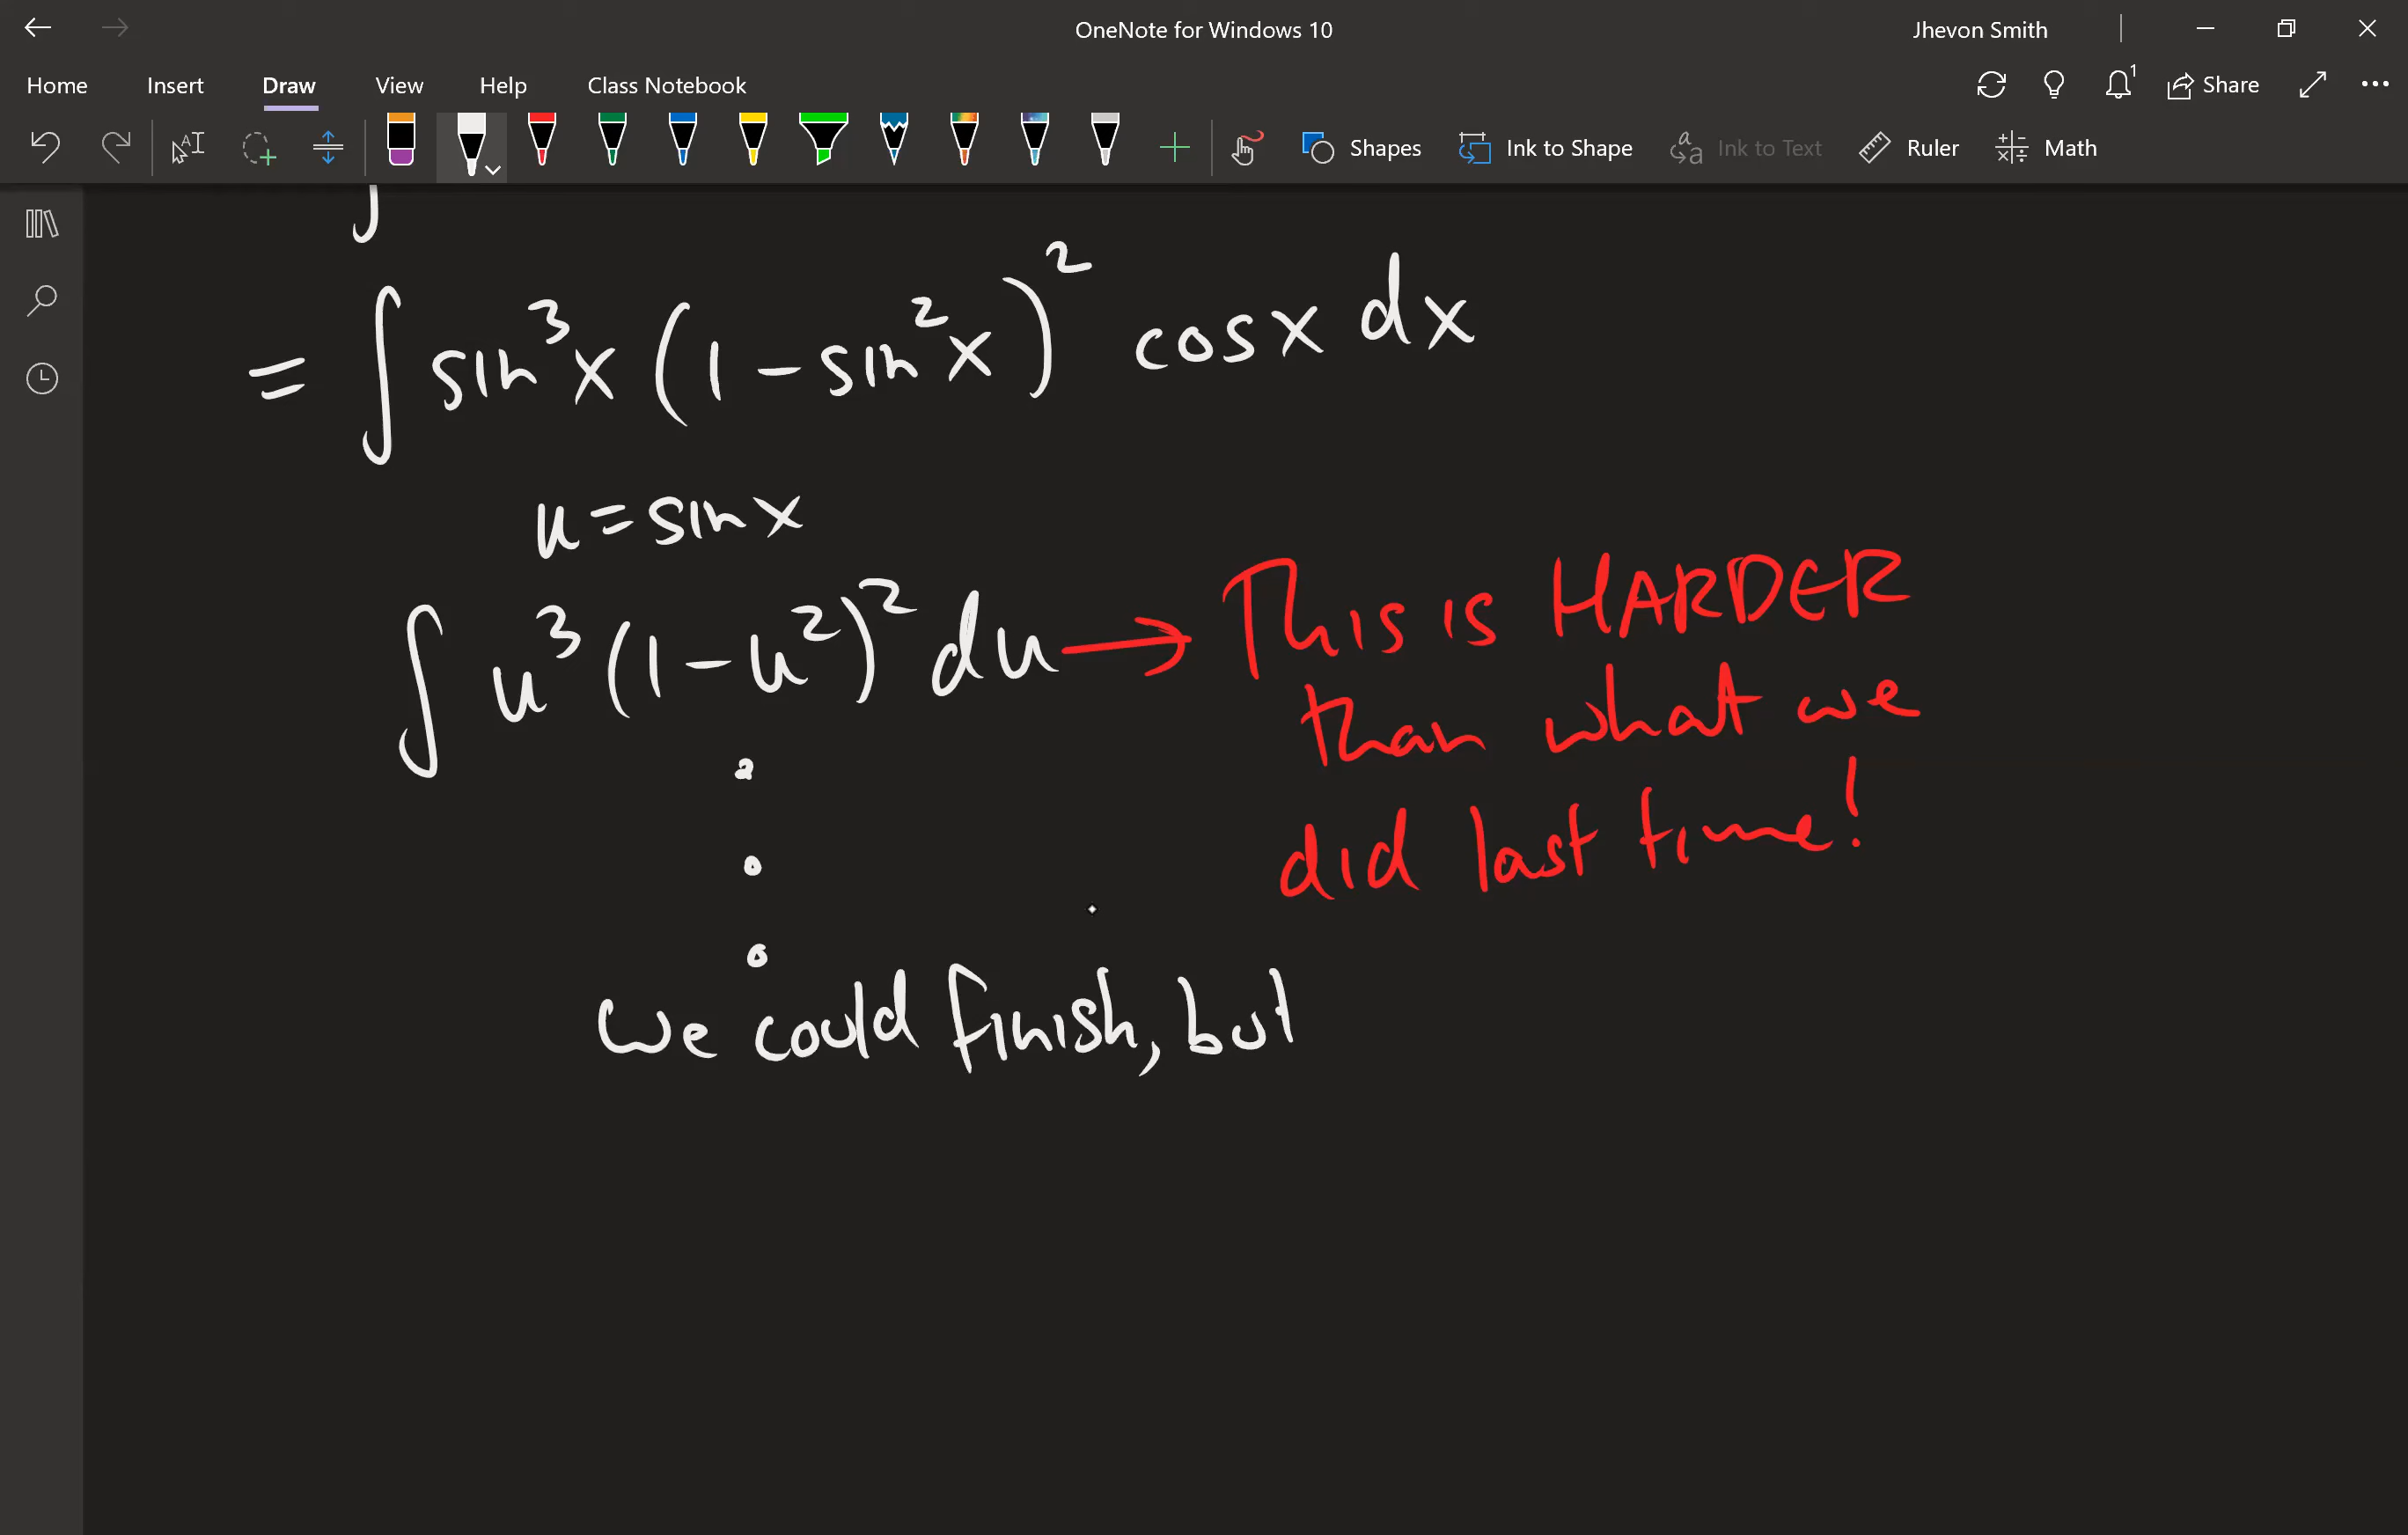 OneNote for Windows 10
Jhevon Smith
Home Insert Draw View Help Class Notebook
1 Share
Shapes Ink to Shape Ink to Text Ruler Math
= ∫ sin³x (1 − sin²x)² cosx dx
u = sin x
∫ u³ (1 − u²)² du → This is HARDER
than what we
did last time!
we could finish, but